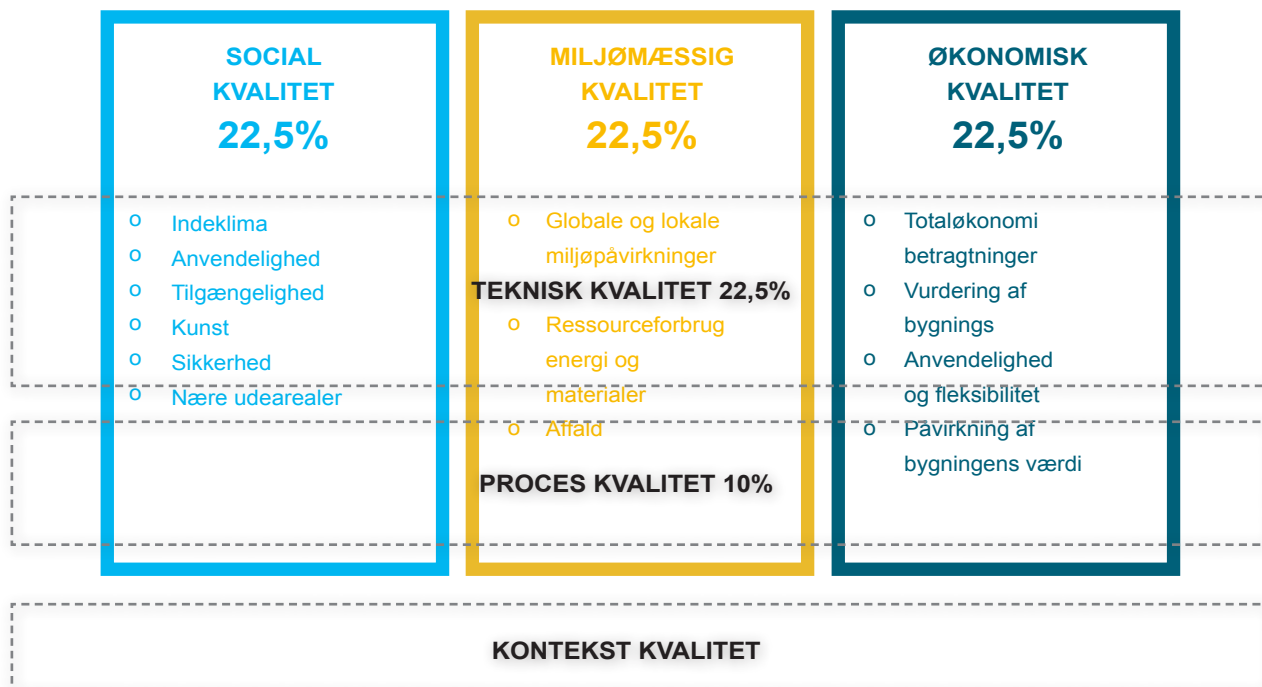 SOCIAL
KVALITET
22,5%
o Indeklima
o Anvendelighed
o Tilgængelighed
o Kunst
o Sikkerhed
o Nære udearealer
MILJØMÆSSIG
KVALITET
22,5%
o Globale og lokale
miljøpåvirkninger
TEKNISK KVALITET 22,5%
o Ressourceforbrug
energi og
materialer
o Affald
PROCES KVALITET 10%
ØKONOMISK
KVALITET
22,5%
o Totaløkonomi
betragtninger
o Vurdering af
bygnings
o Anvendelighed
og fleksibilitet
o Påvirkning af
bygningens værdi
KONTEKST KVALITET